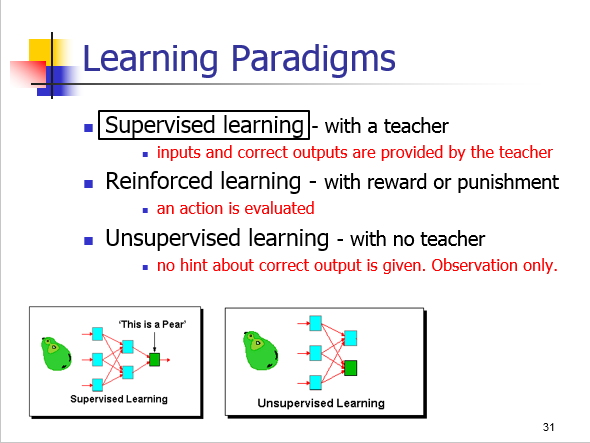 Learning Paradigms
Supervised learning - with a teacher
inputs and correct outputs are provided by the teacher
Reinforced learning - with reward or punishment
an action is evaluated
Unsupervised learning - with no teacher
no hint about correct output is given. Observation only.
'This is a Pear'
Supervised Learning
Unsupervised Learning
31